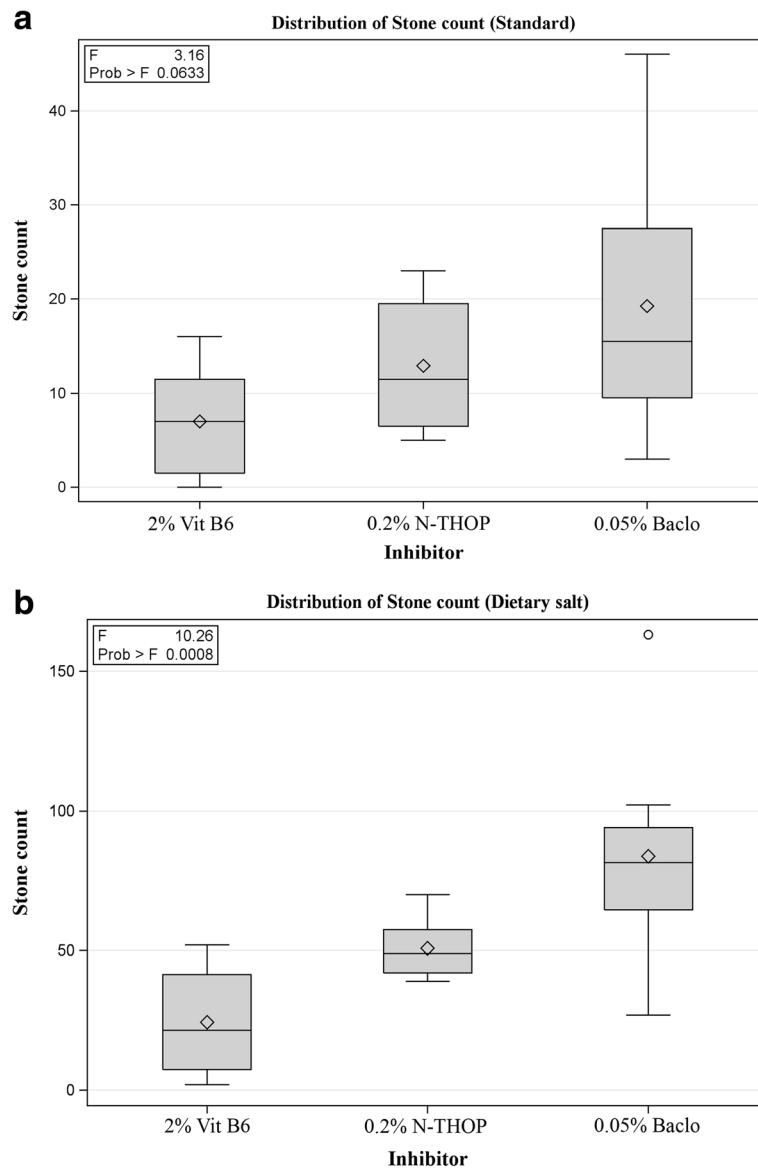 a
Distribution of Stone count (Standard)
F 3.16
Prob > F 0.0633
40
30
20
10
0
Stone count
2% Vit B6 0.2% N-THOP 0.05% Baclo
Inhibitor
b
Distribution of Stone count (Dietary salt)
F 10.26
Prob > F 0.0008
150
100
50
0
Stone count
2% Vit B6 0.2% N-THOP 0.05% Baclo
Inhibitor